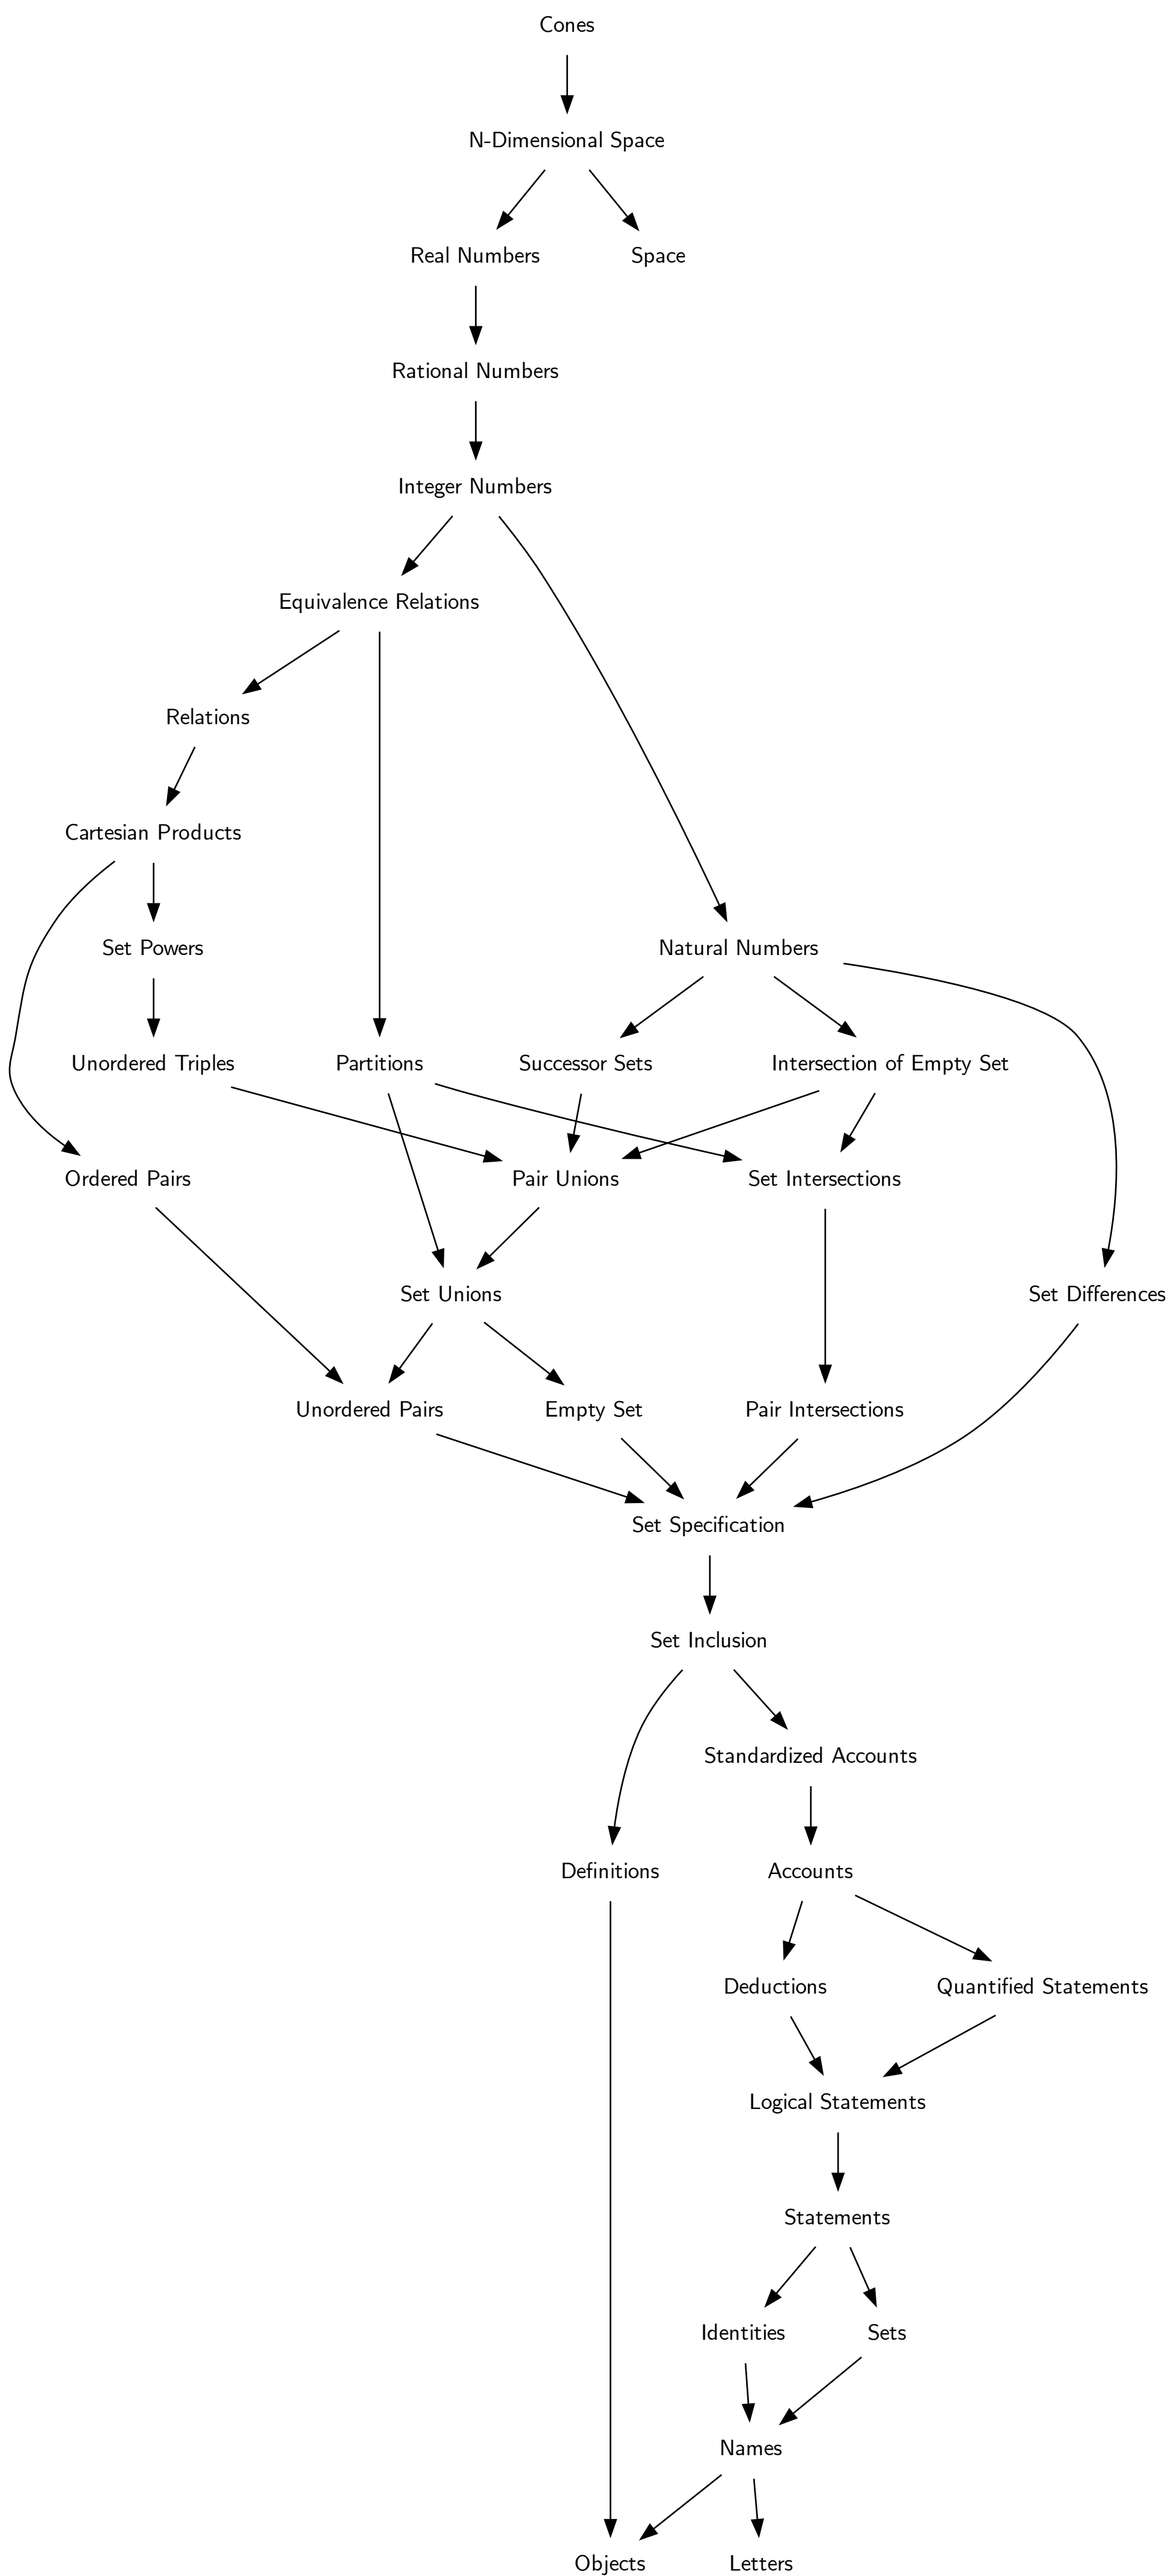 Cones
N-Dimensional Space
Real Numbers
Space
Rational Numbers
Integer Numbers
Equivalence Relations
Relations
Cartesian Products
Set Powers
Natural Numbers
Unordered Triples
Partitions
Successor Sets
Intersection of Empty Set
Ordered Pairs
Pair Unions
Set Intersections
Set Unions
Set Differences
Unordered Pairs
Empty Set
Pair Intersections
Set Specification
Set Inclusion
Standardized Accounts
Definitions
Accounts
Deductions
Quantified Statements
Logical Statements
Statements
Identities
Sets
Names
Objects
Letters